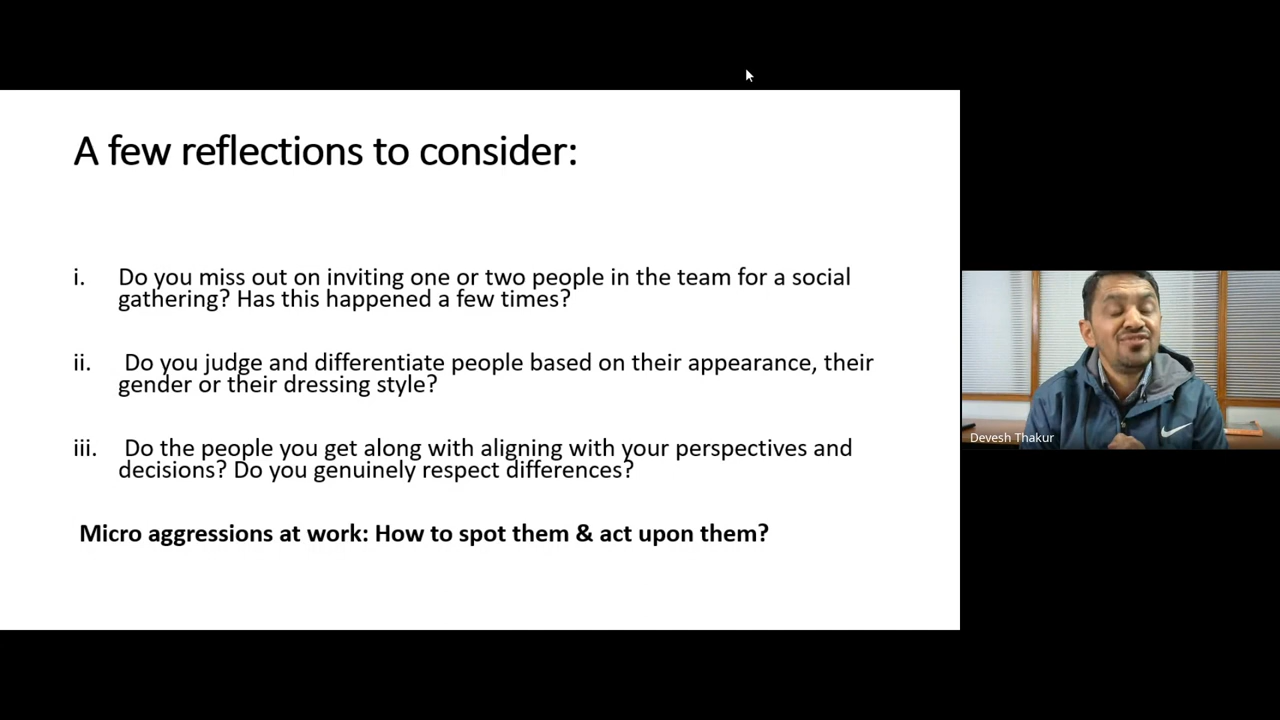 A few reflections to consider:
i. Do you miss out on inviting one or two people in the team for a social
gathering? Has this happened a few times?
ii. Do you judge and differentiate people based on their appearance, their
gender or their dressing style?
iii. Do the people you get along with aligning with your perspectives and
decisions? Do you genuinely respect differences?
Micro aggressions at work: How to spot them & act upon them?
Devesh Thakur